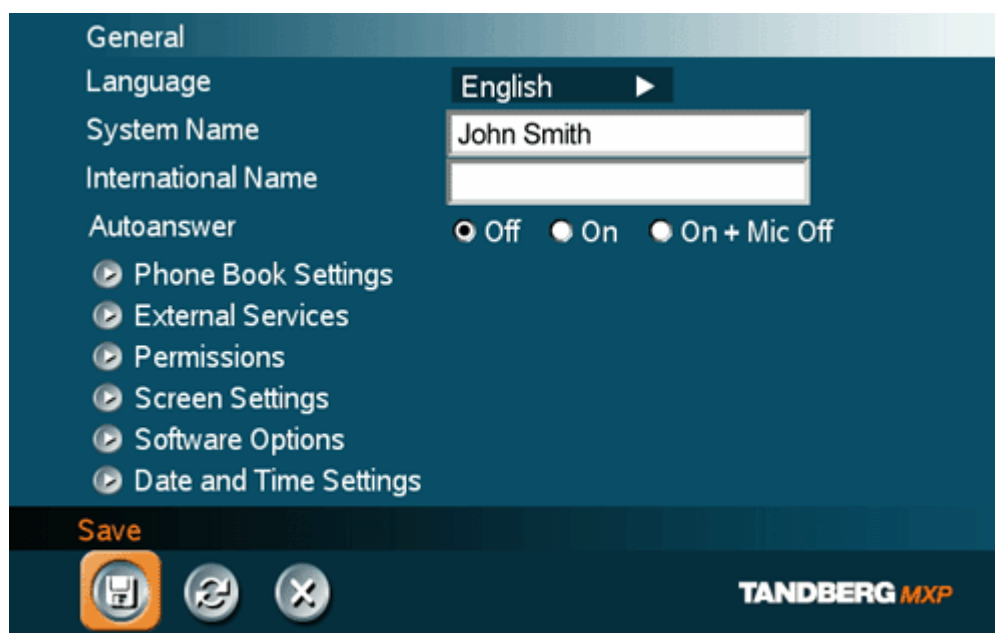 General
Language English
System Name John Smith
International Name
Autoanswer Off On On + Mic Off
Phone Book Settings
External Services
Permissions
Screen Settings
Software Options
Date and Time Settings
Save
TANDBERG MXP